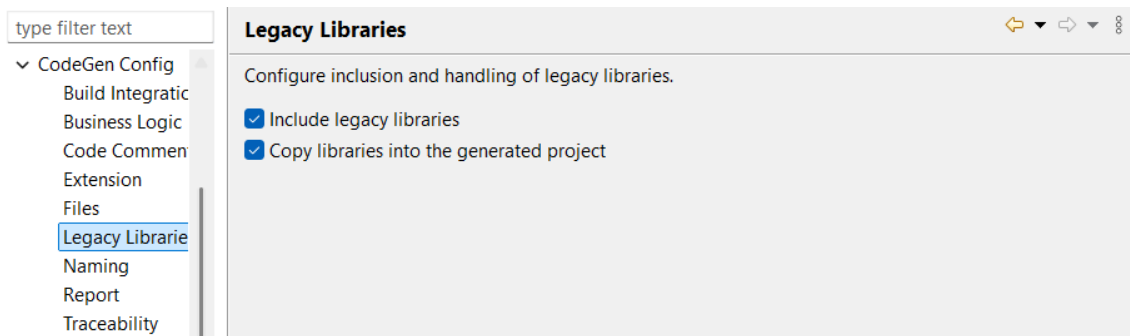 type filter text
CodeGen Config
Build Integratic
Business Logic
Code Commen
Extension
Files
Legacy Librarie
Naming
Report
Traceability
Legacy Libraries
Configure inclusion and handling of legacy libraries.
Include legacy libraries
Copy libraries into the generated project